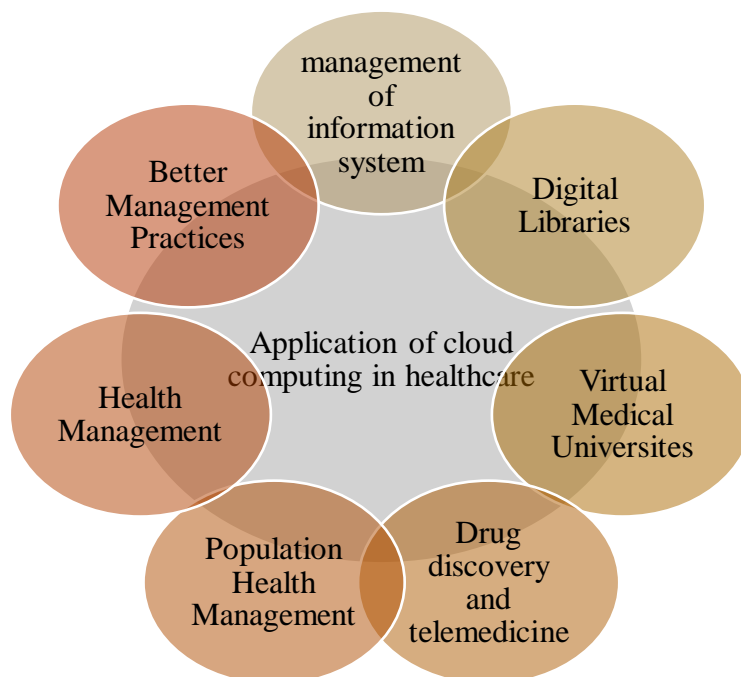 management
of
information
system
Digital
Libraries
Virtual
Medical
Universites
Drug
discovery
and
telemedicine
Population
Health
Management
Health
Management
Better
Management
Practices
Application of cloud
computing in healthcare